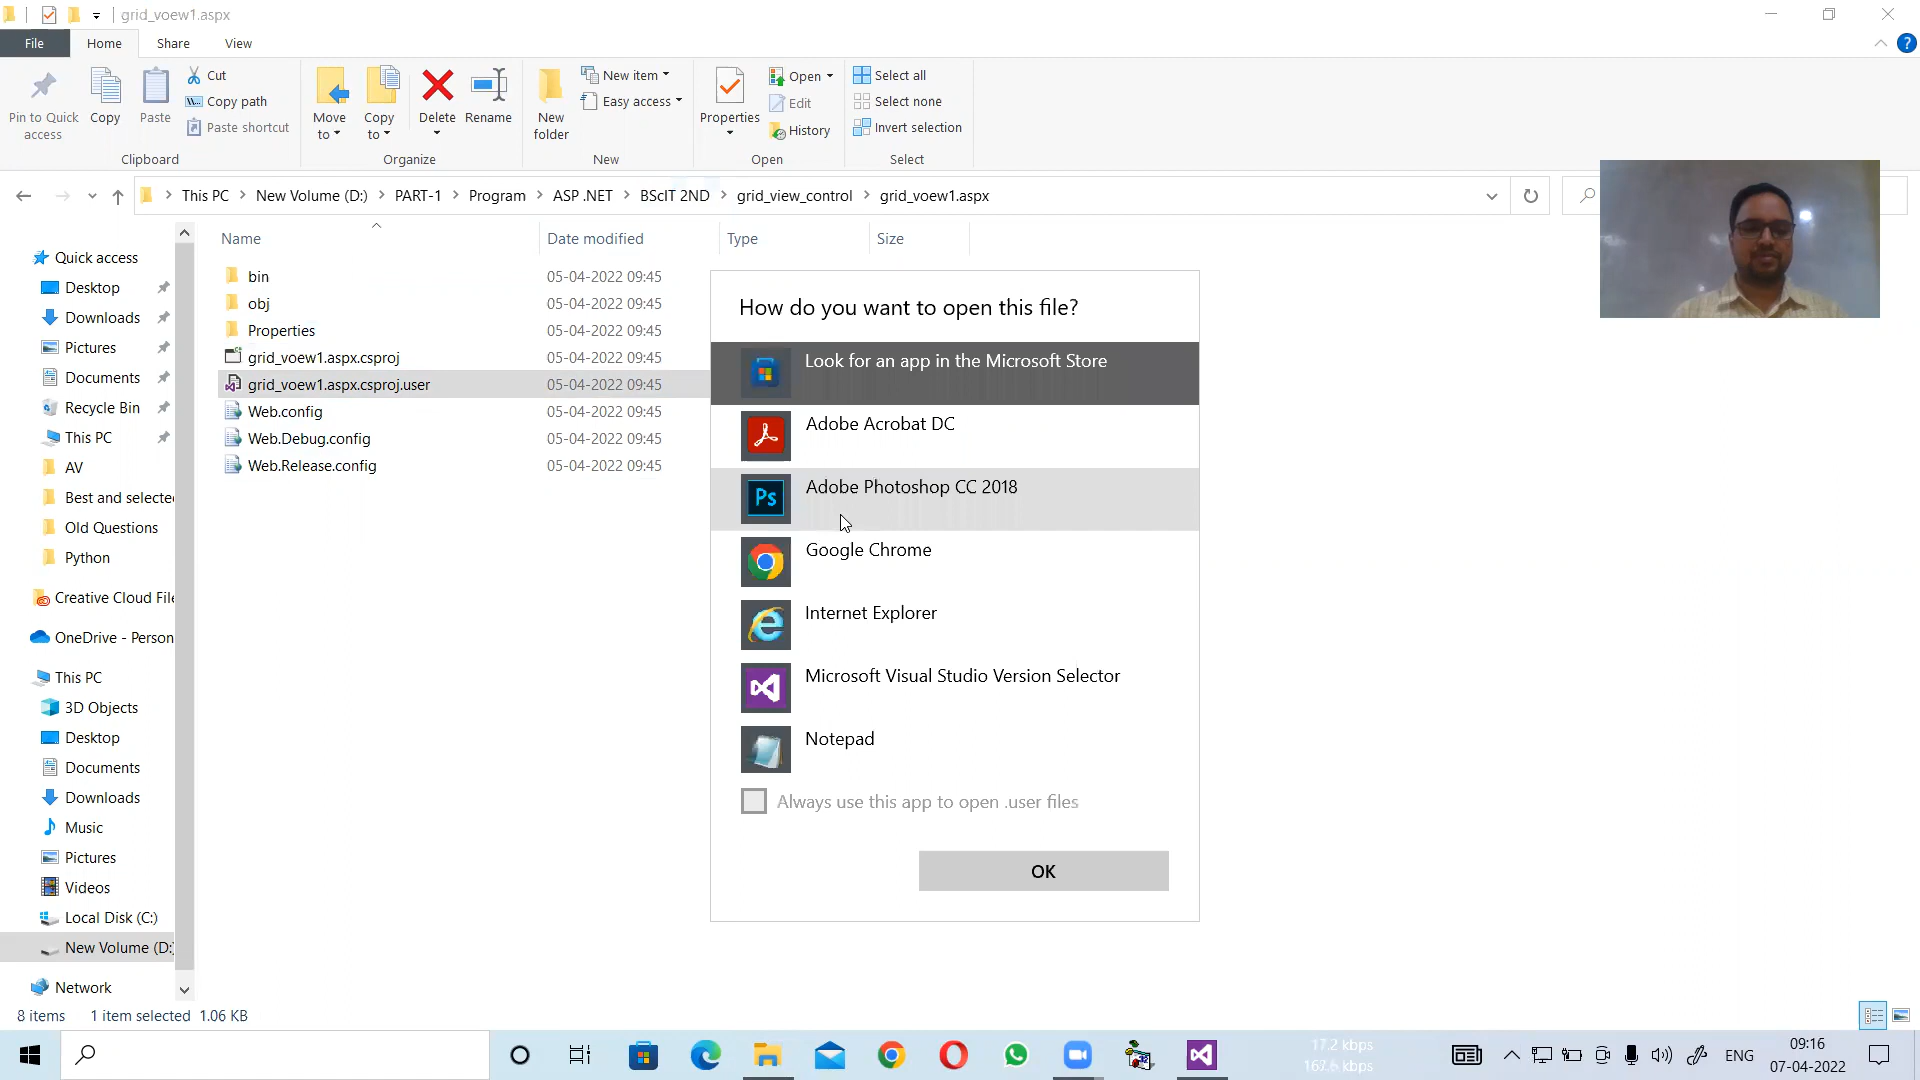 grid_voew1.aspx
File Home Share View
Pin to Quick access
Copy
Paste
Cut
Copy path
Paste shortcut
Clipboard
Move to
Copy to
Delete
Rename
Organize
New folder
New item
Easy access
New
Properties
Open
Edit
History
Open
Select all
Select none
Invert selection
Select
This PC > New Volume (D:) > PART-1 > Program > ASP .NET > BScIT 2ND > grid_view_control > grid_voew1.aspx
Name Date modified Type Size
bin 05-04-2022 09:45
obj 05-04-2022 09:45
Properties 05-04-2022 09:45
grid_voew1.aspx.csproj 05-04-2022 09:45
grid_voew1.aspx.csproj.user 05-04-2022 09:45
Web.config 05-04-2022 09:45
Web.Debug.config 05-04-2022 09:45
Web.Release.config 05-04-2022 09:45
Quick access
Desktop
Downloads
Pictures
Documents
Recycle Bin
This PC
AV
Best and selecte
Old Questions
Python
Creative Cloud File
OneDrive - Person
This PC
3D Objects
Desktop
Documents
Downloads
Music
Pictures
Videos
Local Disk (C:)
New Volume (D:)
Network
How do you want to open this file?
Look for an app in the Microsoft Store
Adobe Acrobat DC
Ps Adobe Photoshop CC 2018
Google Chrome
Internet Explorer
Microsoft Visual Studio Version Selector
Notepad
Always use this app to open .user files
OK
8 items 1 item selected 1.06 KB
17.2 kbps
167.6 kbps
ENG
09:16
07-04-2022